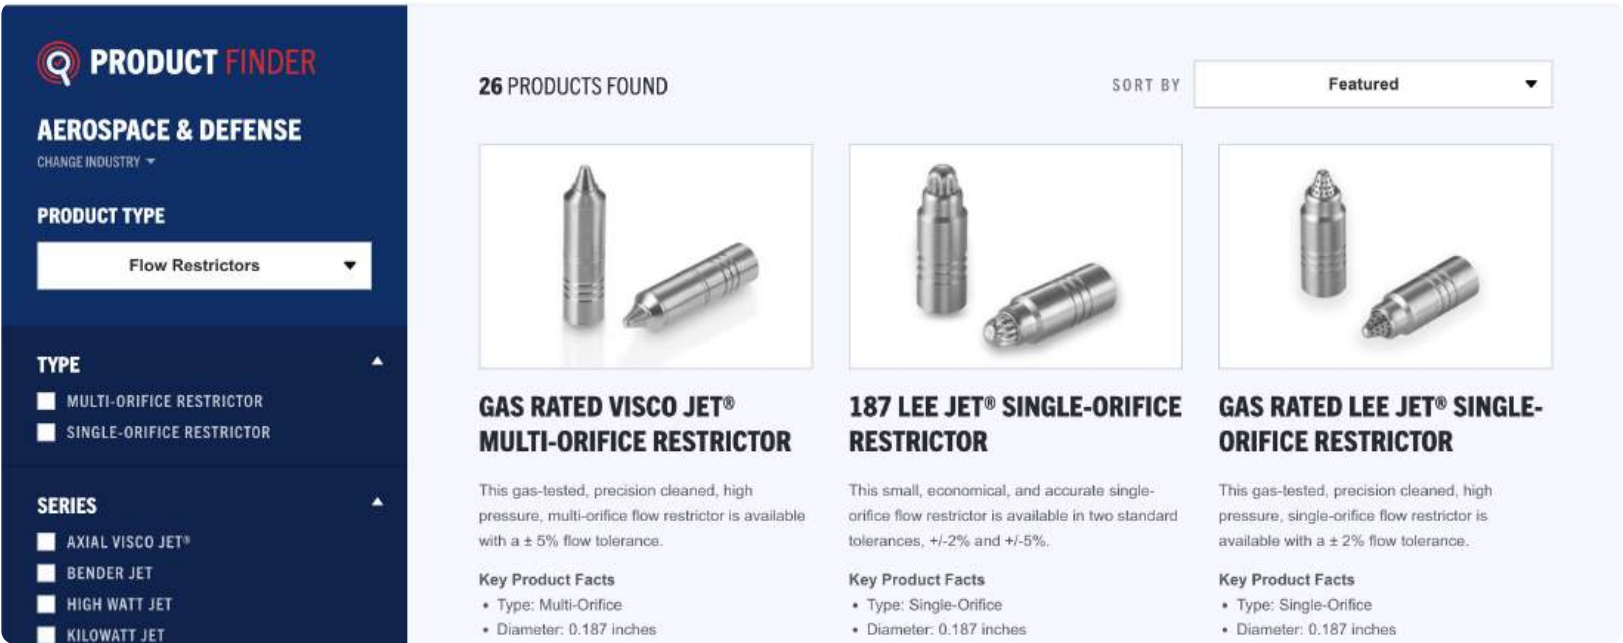 PRODUCT FINDER
AEROSPACE & DEFENSE
CHANGE INDUSTRY
PRODUCT TYPE
Flow Restrictors
TYPE
MULTI-ORIFICE RESTRICTOR
SINGLE-ORIFICE RESTRICTOR
SERIES
AXIAL VISCO JET®
BENDER JET
HIGH WATT JET
KILOWATT JET
26 PRODUCTS FOUND
SORT BY
Featured
GAS RATED VISCO JET®
MULTI-ORIFICE RESTRICTOR
This gas-tested, precision cleaned, high
pressure, multi-orifice flow restrictor is available
with a ± 5% flow tolerance.
Key Product Facts
• Type: Multi-Orifice
• Diameter: 0.187 inches
187 LEE JET® SINGLE-ORIFICE
RESTRICTOR
This small, economical, and accurate single-
orifice flow restrictor is available in two standard
tolerances, +/-2% and +/-5%.
Key Product Facts
• Type: Single-Orifice
• Diameter: 0.187 inches
GAS RATED LEE JET® SINGLE-
ORIFICE RESTRICTOR
This gas-tested, precision cleaned, high
pressure, single-orifice flow restrictor is
available with a ± 2% flow tolerance.
Key Product Facts
• Type: Single-Orifice
• Diameter: 0.187 inches